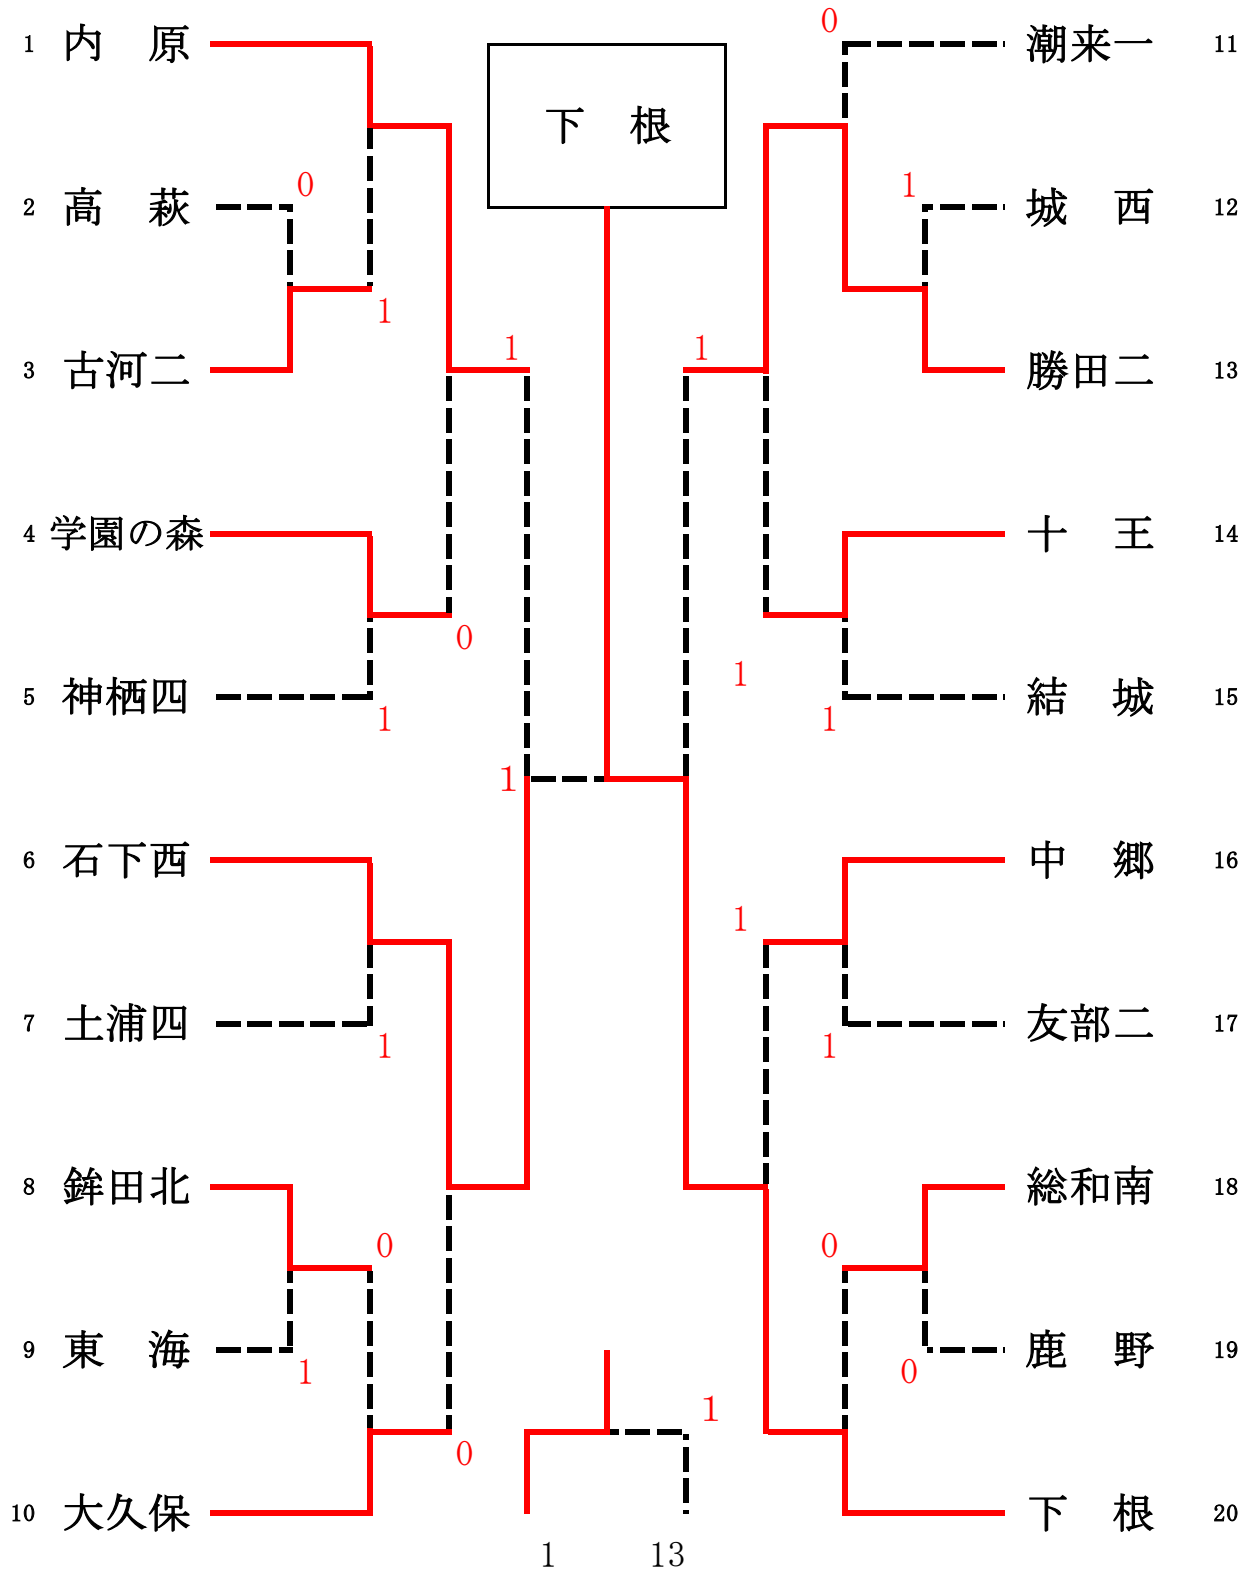 1 内 原
2 高 萩
0
3 古河二
1
4 学園の森
5 神栖四
1
0
1
6 石下西
7 土浦四
1
8 鉾田北
9 東 海
1
0
10 大久保
0
1
下 根
0
潮来一 11
1
城 西 12
勝田二 13
1
十 王 14
1
結 城 15
1
中 郷 16
1
友部二 17
1
総和南 18
0
鹿野 19
0
下 根 20
1
1 13